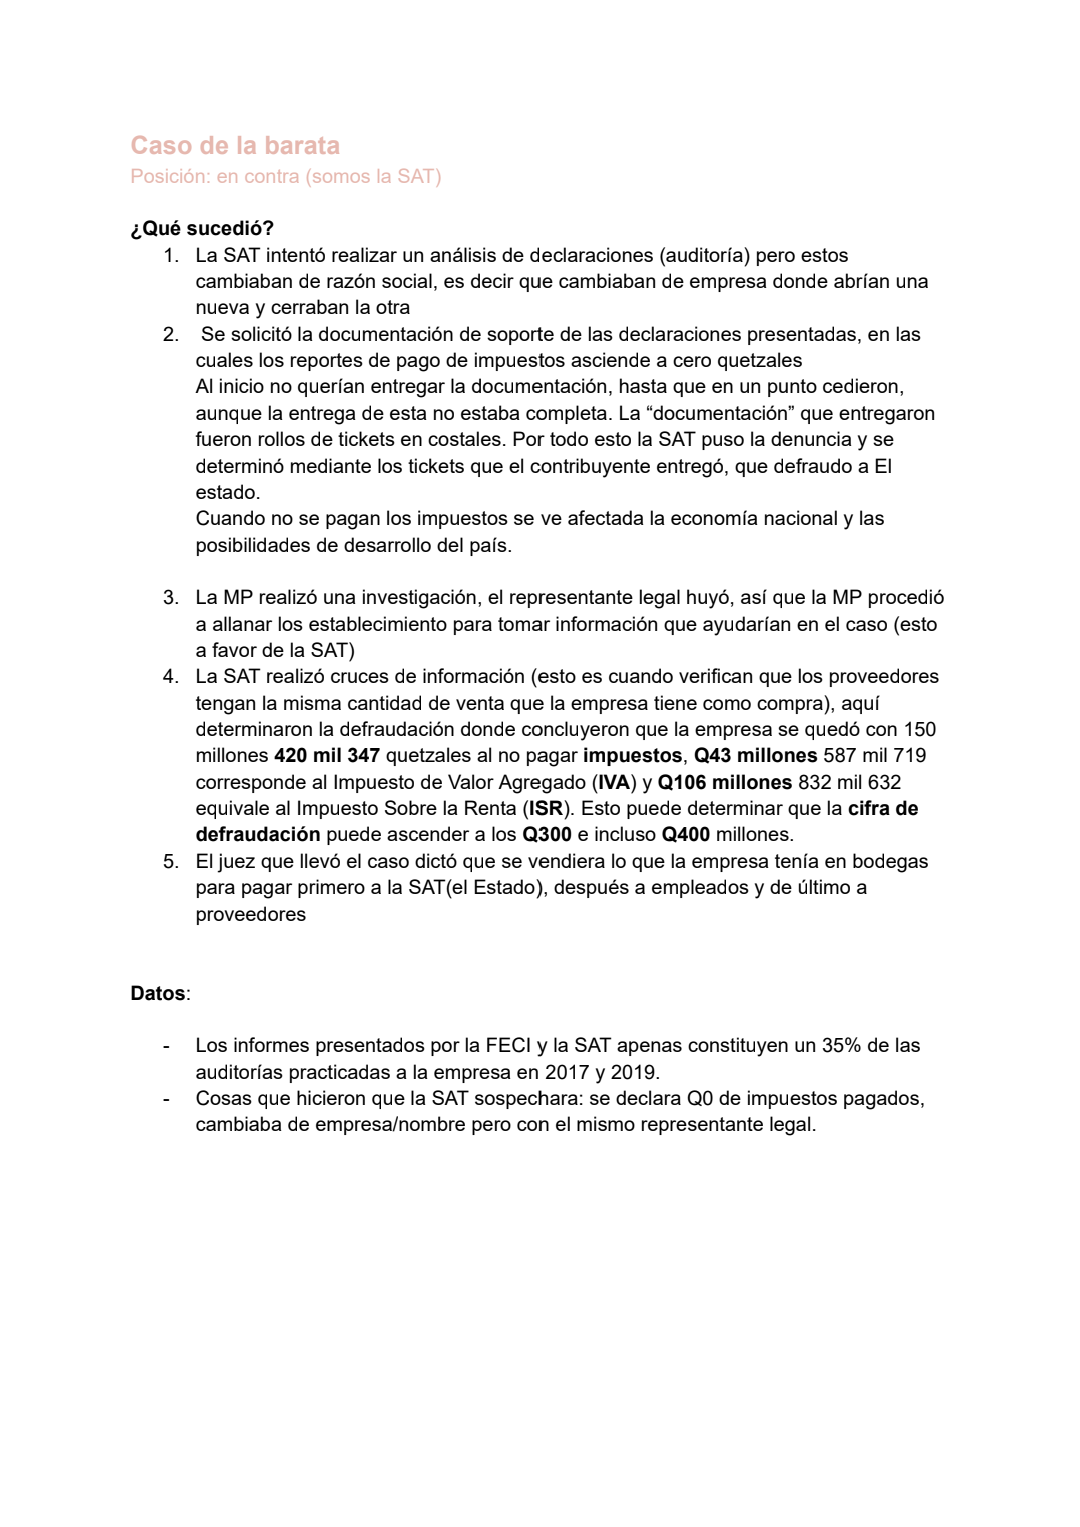 Caso de la barata
Posición: en contra (somos la SAT)
¿Qué sucedió?
1. La SAT intentó realizar un análisis de declaraciones (auditoría) pero estos
cambiaban de razón social, es decir que cambiaban de empresa donde abrían una
nueva y cerraban la otra
2. Se solicitó la documentación de soporte de las declaraciones presentadas, en las
cuales los reportes de pago de impuestos asciende a cero quetzales
Al inicio no querían entregar la documentación, hasta que en un punto cedieron,
aunque la entrega de esta no estaba completa. La “documentación” que entregaron
fueron rollos de tickets en costales. Por todo esto la SAT puso la denuncia y se
determinó mediante los tickets que el contribuyente entregó, que defraudo a El
estado.
Cuando no se pagan los impuestos se ve afectada la economía nacional y las
posibilidades de desarrollo del país.
3. La MP realizó una investigación, el representante legal huyó, así que la MP procedió
a allanar los establecimiento para tomar información que ayudarían en el caso (esto
a favor de la SAT)
4. La SAT realizó cruces de información (esto es cuando verifican que los proveedores
tengan la misma cantidad de venta que la empresa tiene como compra), aquí
determinaron la defraudación donde concluyeron que la empresa se quedó con 150
millones 420 mil 347 quetzales al no pagar impuestos, Q43 millones 587 mil 719
corresponde al Impuesto de Valor Agregado (IVA) y Q106 millones 832 mil 632
equivale al Impuesto Sobre la Renta (ISR). Esto puede determinar que la cifra de
defraudación puede ascender a los Q300 e incluso Q400 millones.
5. El juez que llevó el caso dictó que se vendiera lo que la empresa tenía en bodegas
para pagar primero a la SAT(el Estado), después a empleados y de último a
proveedores
Datos:
- Los informes presentados por la FECI y la SAT apenas constituyen un 35% de las
auditorías practicadas a la empresa en 2017 y 2019.
- Cosas que hicieron que la SAT sospechara: se declara Q0 de impuestos pagados,
cambiaba de empresa/nombre pero con el mismo representante legal.